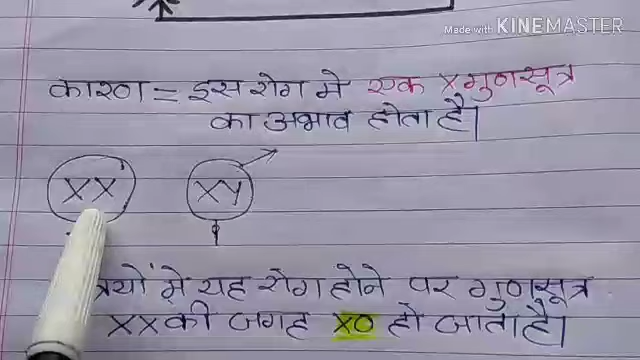 Made with KINEMASTER
कारण = इस रोग मे एक X गुणसूत्र
का अभाव होता है।
XX XY
में यह रोग होने पर गुणसूत्र
XX की जगह XO हो जाता है।